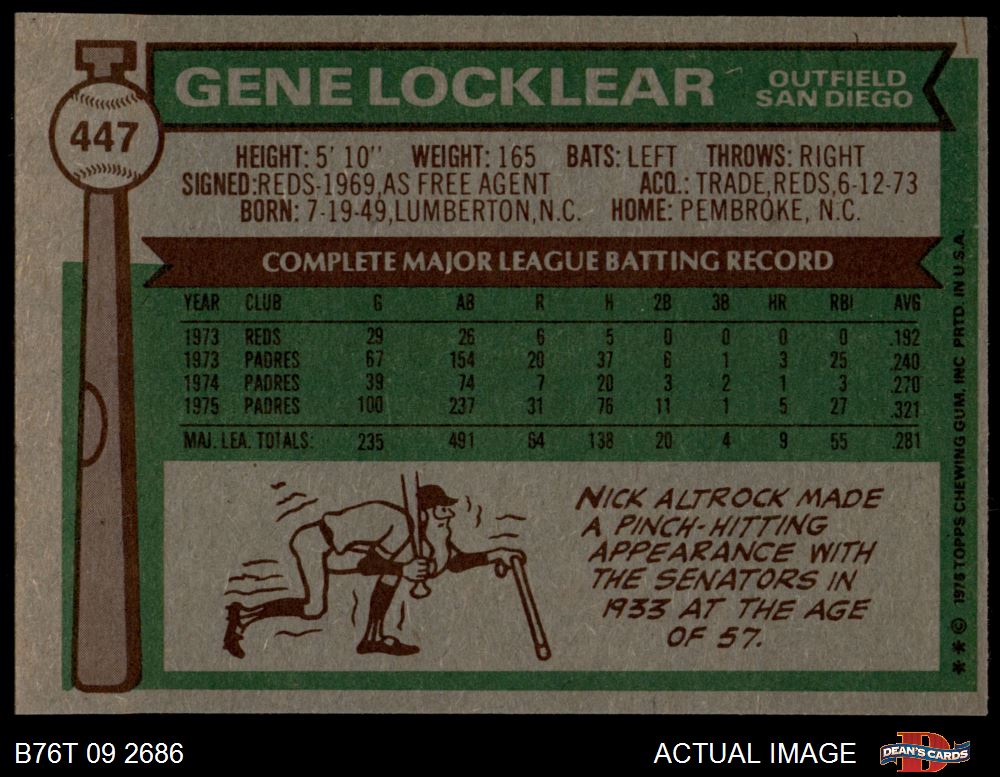 447
GENE LOCKLEAR
OUTFIELD
SAN DIEGO
HEIGHT: 5' 10" WEIGHT: 165 BATS: LEFT THROWS: RIGHT
SIGNED: REDS-1969, AS FREE AGENT ACQ.: TRADE, REDS, 6-12-73
BORN: 7-19-49, LUMBERTON, N.C. HOME: PEMBROKE, N.C.
COMPLETE MAJOR LEAGUE BATTING RECORD
YEAR CLUB G AB R H 2B 3B HR RBI AVG
1973 REDS 29 26 6 5 0 0 0 0 .192
1973 PADRES 67 154 20 37 6 1 3 25 .240
1974 PADRES 39 74 7 20 3 2 1 3 .270
1975 PADRES 100 237 31 76 11 1 5 27 .321
MAJ. LEA. TOTALS: 235 491 64 138 20 4 9 55 .281
NICK ALTROCK MADE
A PINCH-HITTING
APPEARANCE WITH
THE SENATORS IN
1933 AT THE AGE
OF 57.
* * © 1976 TOPPS CHEWING GUM, INC. PRTD. IN U.S.A.
B76T 09 2686
ACTUAL IMAGE
D
DEAN'S CARDS